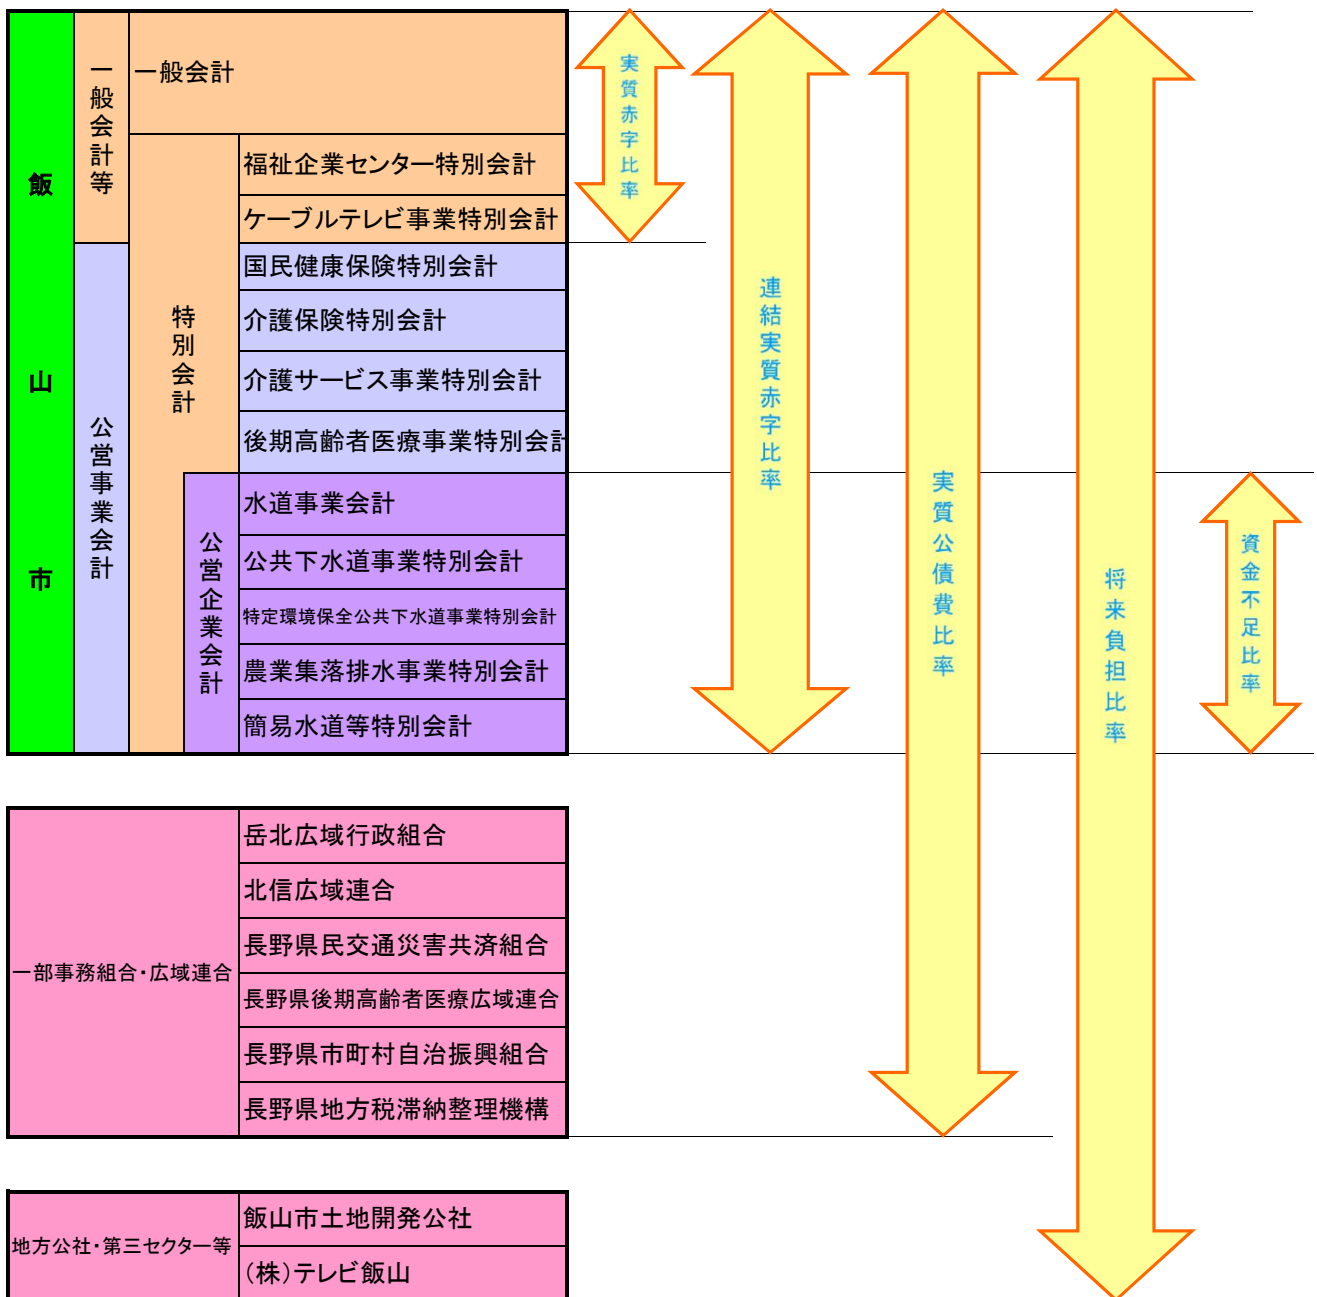 飯山市
一般会計等
一般会計
特別会計
福祉企業センター特別会計
ケーブルテレビ事業特別会計
公営事業会計
国民健康保険特別会計
介護保険特別会計
介護サービス事業特別会計
後期高齢者医療事業特別会計
公営企業会計
水道事業会計
公共下水道事業特別会計
特定環境保全公共下水道事業特別会計
農業集落排水事業特別会計
簡易水道等特別会計
実質赤字比率
連結実質赤字比率
実質公債費比率
将来負担比率
資金不足比率
一部事務組合・広域連合
岳北広域行政組合
北信広域連合
長野県民交通災害共済組合
長野県後期高齢者医療広域連合
長野県市町村自治振興組合
長野県地方税滞納整理機構
地方公社・第三セクター等
飯山市土地開発公社
(株)テレビ飯山